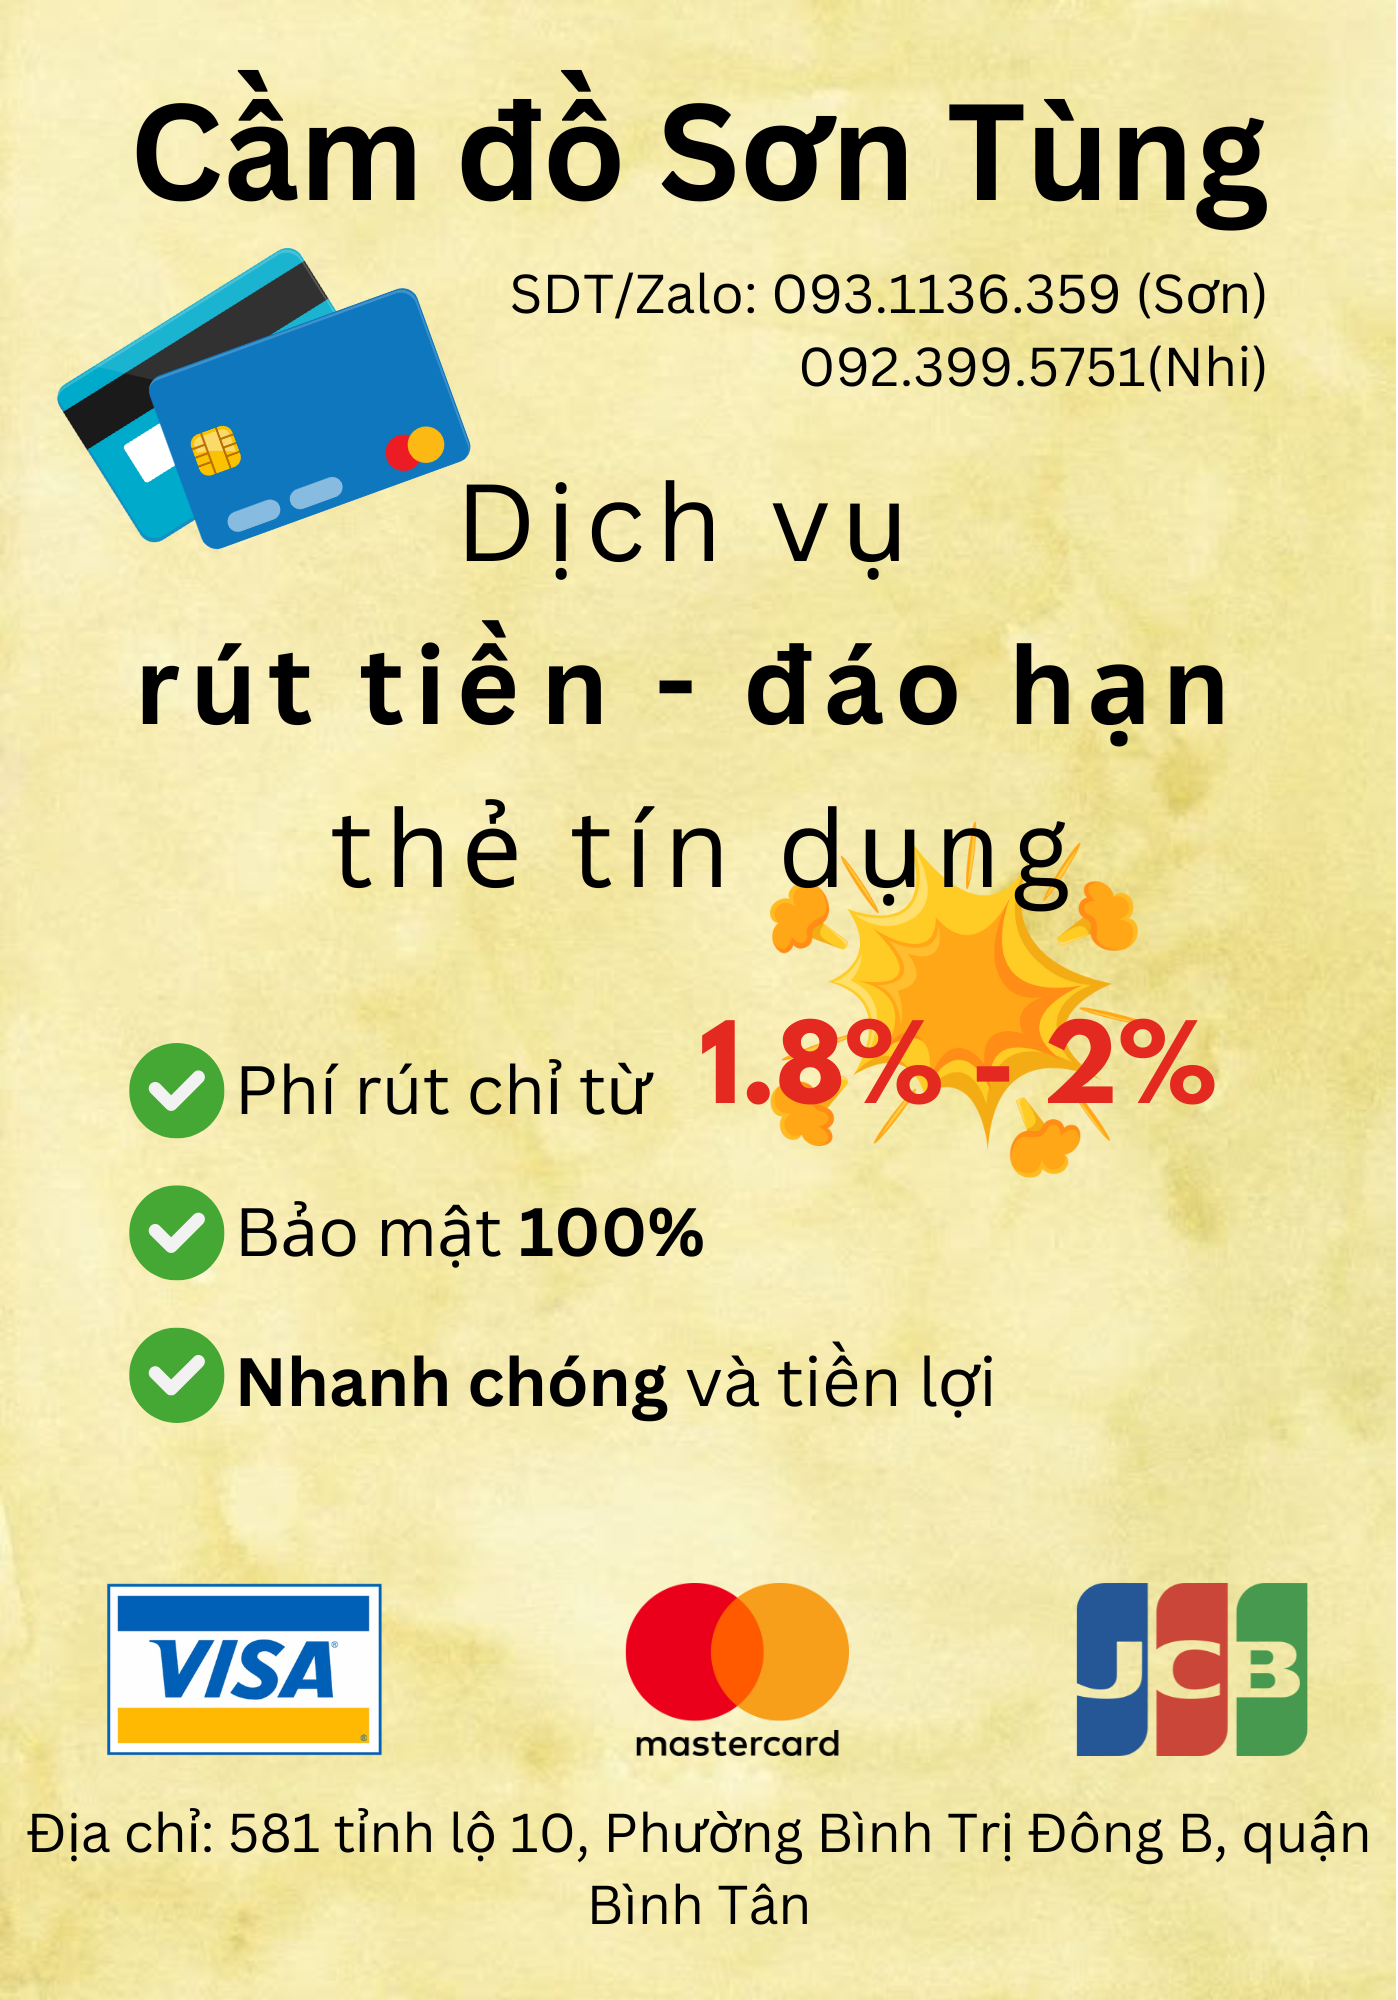 Cầm đồ Sơn Tùng
SDT/Zalo: 093.1136.359 (Sơn)
092.399.5751(Nhi)
Dịch vụ
rút tiền - đáo hạn
thẻ tín dụng
Phí rút chỉ từ 1.8% - 2%
Bảo mật 100%
Nhanh chóng và tiền lợi
VISA
mastercard
JCB
Địa chỉ: 581 tỉnh lộ 10, Phường Bình Trị Đông B, quận
Bình Tân